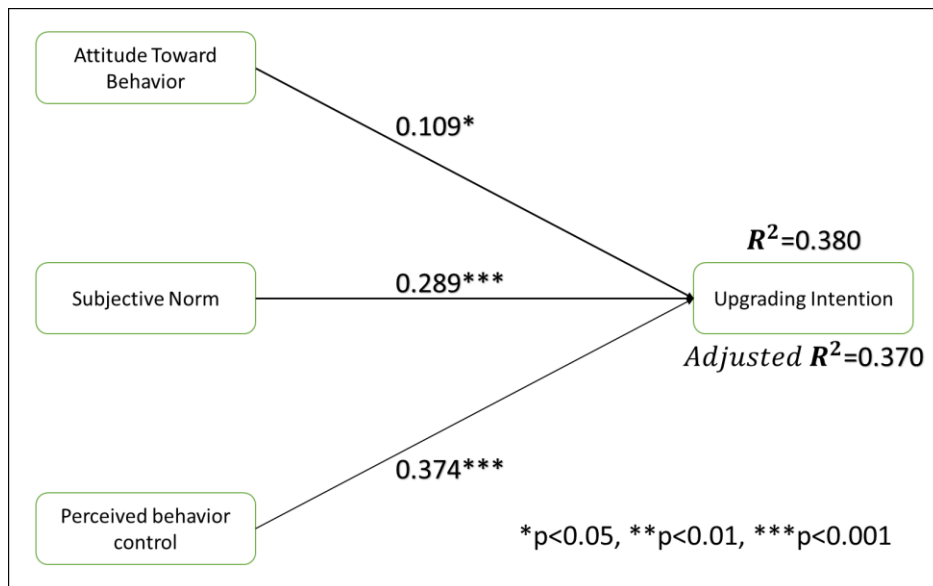 Attitude Toward
Behavior
0.109*
R²=0.380
Subjective Norm
0.289***
Upgrading Intention
Adjusted R²=0.370
0.374***
Perceived behavior
control
*p<0.05, **p<0.01, ***p<0.001